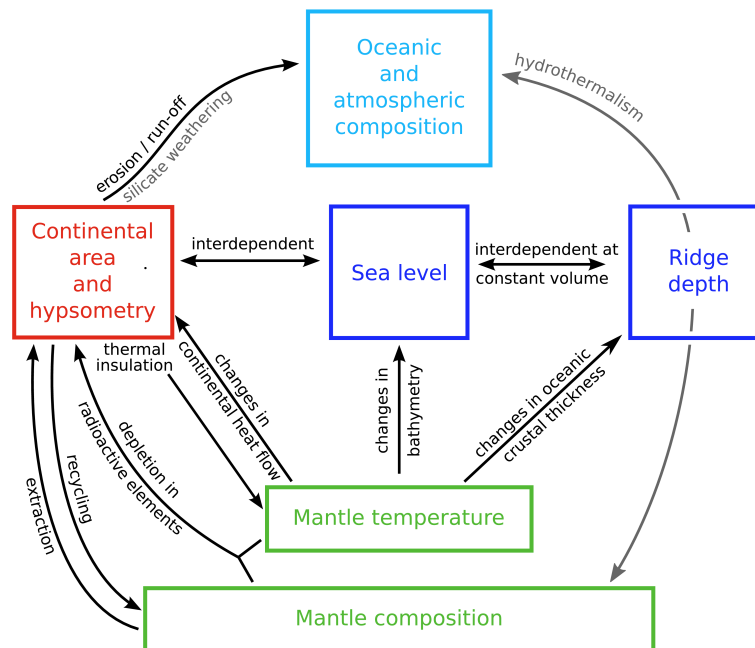 Oceanic
and
atmospheric
composition
hydrothermalism
erosion / run-off
silicate weathering
Continental
area
and
hypsometry
interdependent
Sea level
interdependent at
constant volume
Ridge
depth
thermal
insulation
changes in
continental heat flow
changes in
bathymetry
changes in oceanic
crustal thickness
depletion in
radioactive elements
recycling
extraction
Mantle temperature
Mantle composition